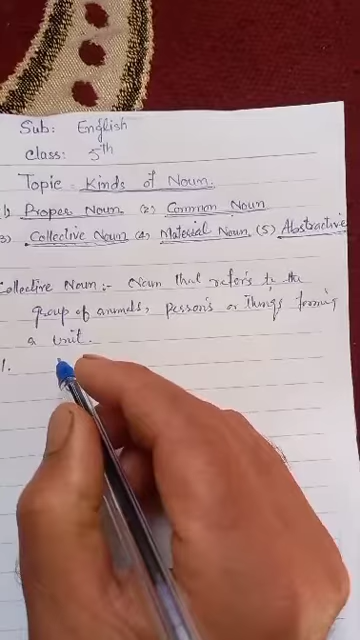 Sub: English
Class: 5th
Topic: Kinds of Noun.
1) Proper Noun (2) Common Noun
3) Collective Noun (4) Material Noun (5) Abstractive
Collective Noun :- Noun that refers to the
group of animals, person's or things forming
a unit.
1.